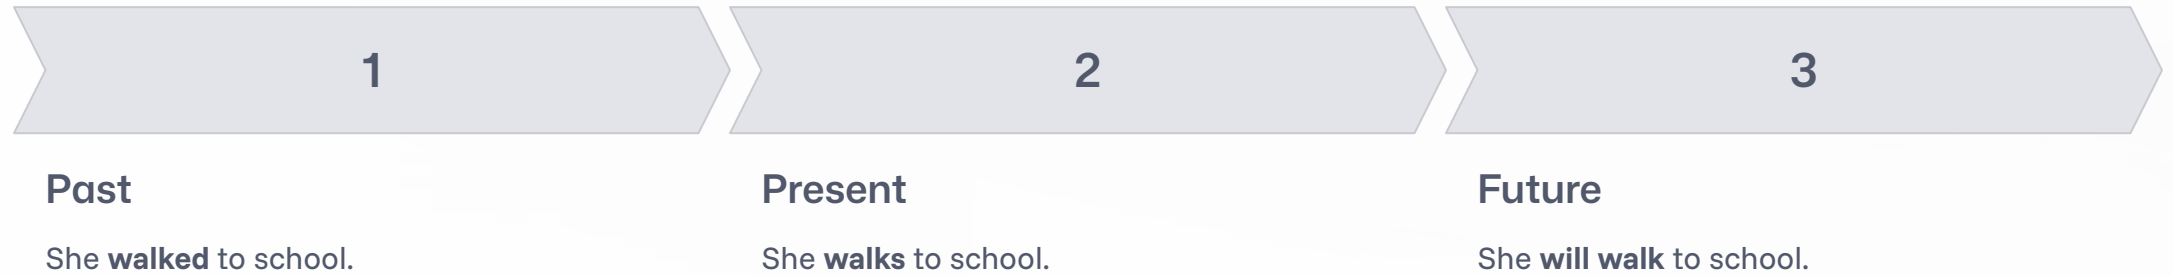 1
2
3
Past
She walked to school.
Present
She walks to school.
Future
She will walk to school.